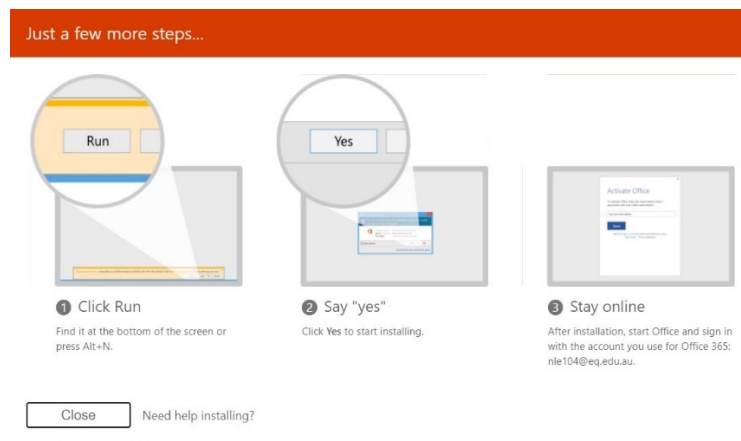 Just a few more steps...
Run
Yes
Activate Office
1 Click Run
Find it at the bottom of the screen or
press Alt+N.
2 Say "yes"
Click Yes to start installing.
3 Stay online
After installation, start Office and sign in
with the account you use for Office 365:
nle104@eq.edu.au.
Close
Need help installing?